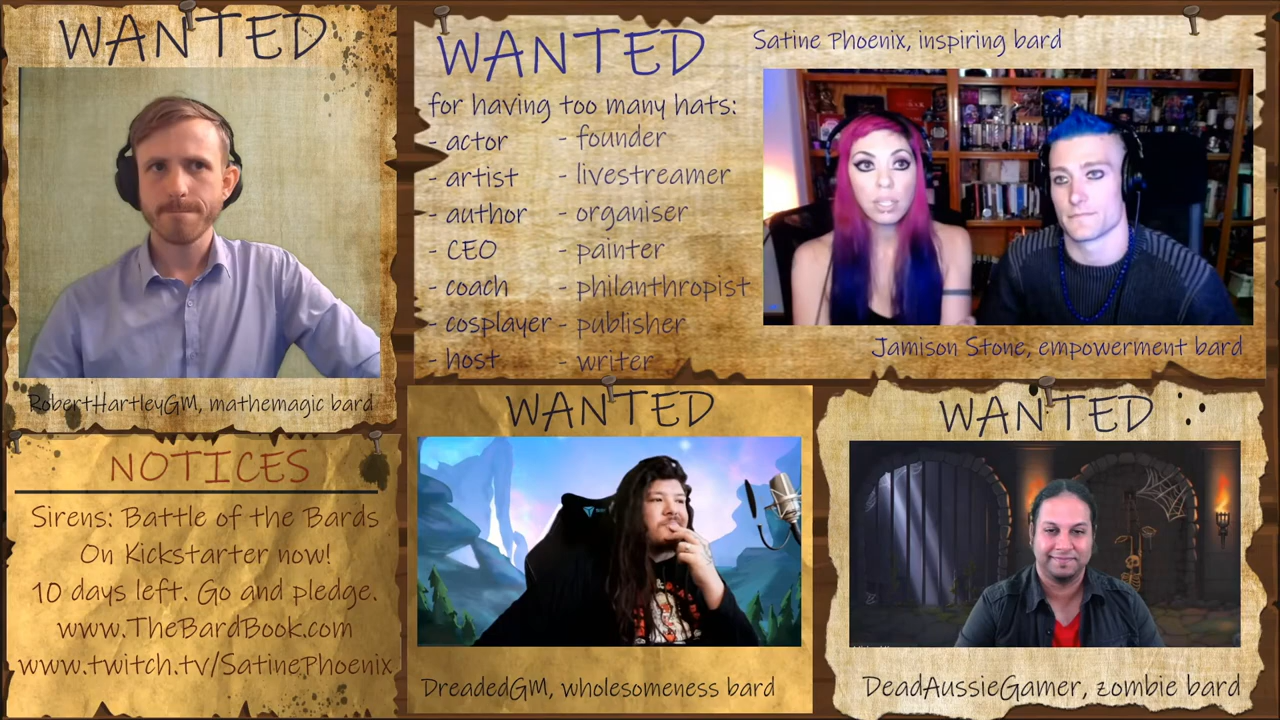 WANTED
RobertHartleyGM, mathemagic bard
WANTED
for having too many hats:
- actor
- artist
- author
- CEO
- coach
- cosplayer
- host
- founder
- livestreamer
- organiser
- painter
- philanthropist
- publisher
- writer
Satine Phoenix, inspiring bard
Jamison Stone, empowerment bard
NOTICES
Sirens: Battle of the Bards
On Kickstarter now!
10 days left. Go and pledge.
www.TheBardBook.com
www.twitch.tv/SatinePhoenix
WANTED
DreadedGM, wholesomeness bard
WANTED
DeadAussieGamer, zombie bard